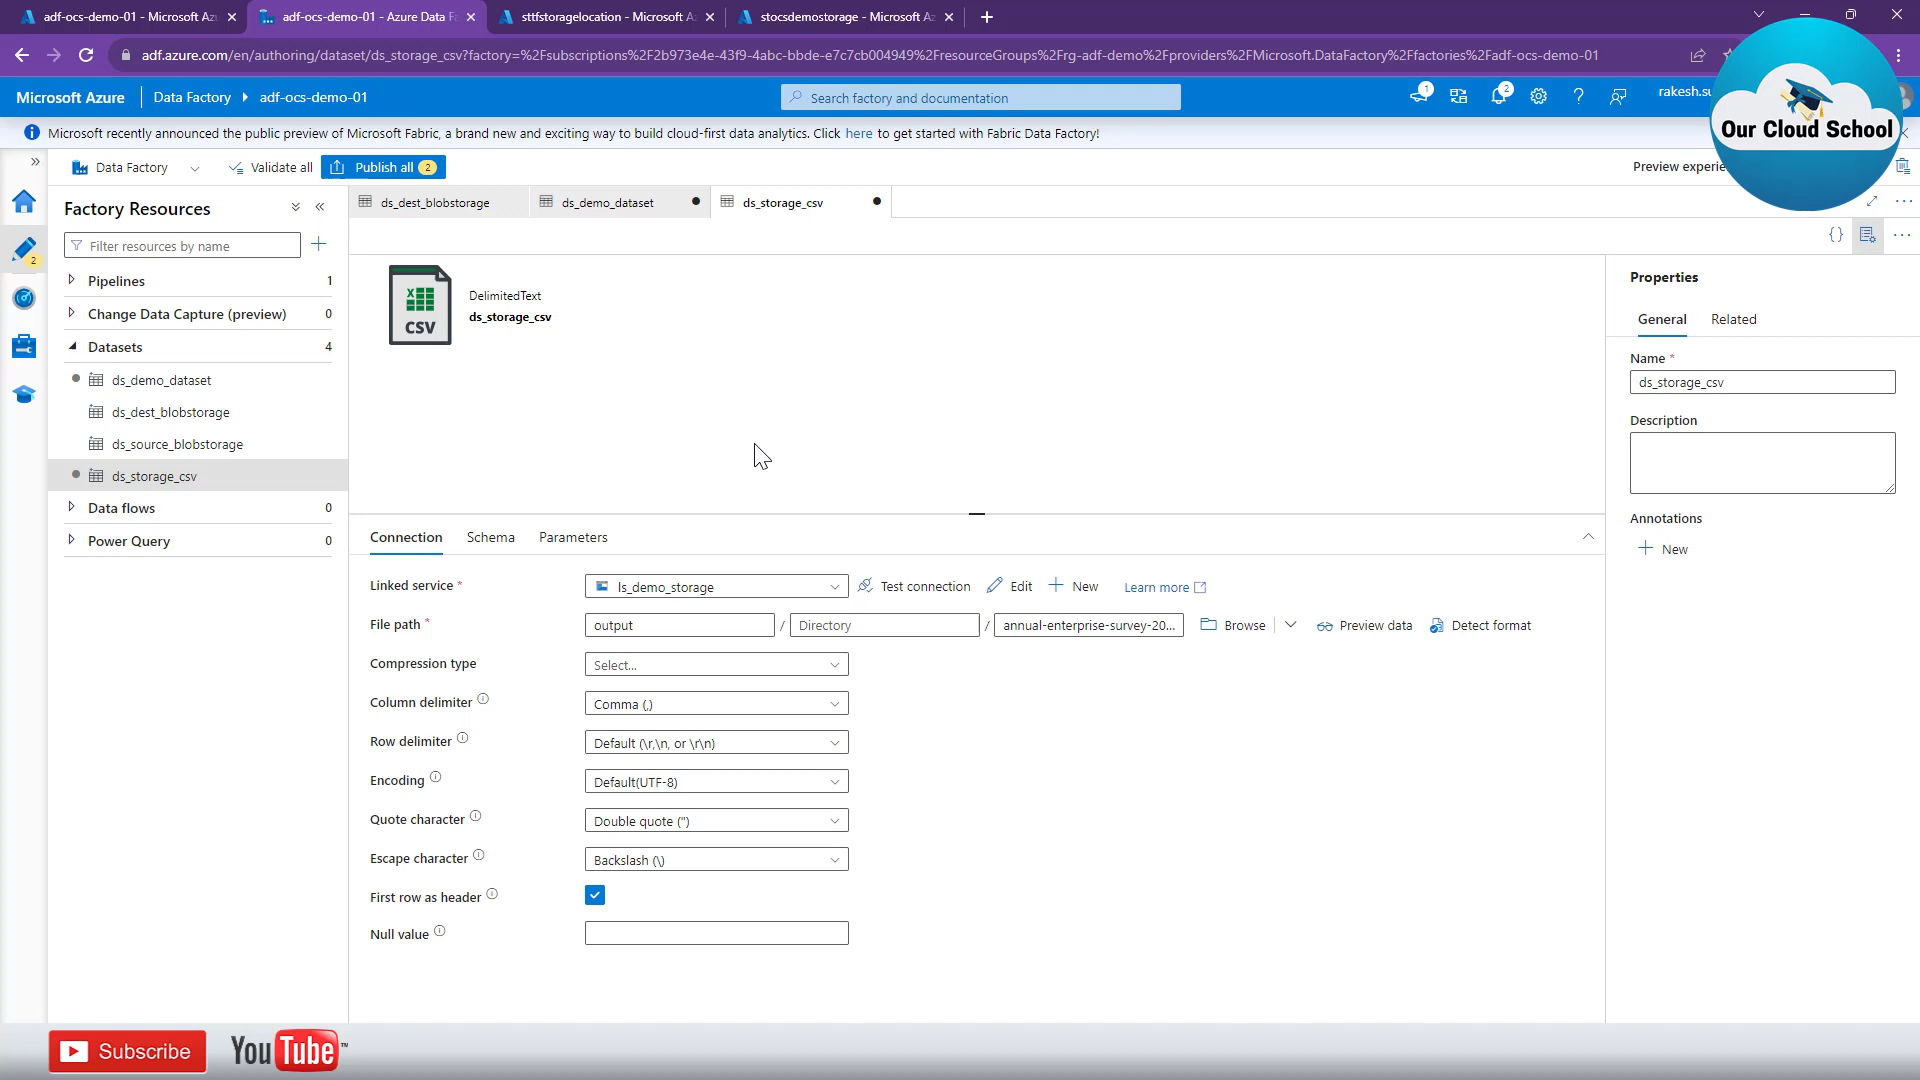 adf-ocs-demo-01 - Microsoft Az
adf-ocs-demo-01 - Azure Data F
sttfstoragelocation - Microsoft A
stocsdemostorage - Microsoft Az
adf.azure.com/en/authoring/dataset/ds_storage_csv?factory=%2Fsubscriptions%2F2b973e4e-43f9-4abc-bbde-e7c7cb004949%2FresourceGroups%2Frg-adf-demo%2Fproviders%2FMicrosoft.DataFactory%2Ffactories%2Fadf-ocs-demo-01
Microsoft Azure
Data Factory
adf-ocs-demo-01
Search factory and documentation
1
2
rakesh.su
Our Cloud School
Microsoft recently announced the public preview of Microsoft Fabric, a brand new and exciting way to build cloud-first data analytics. Click here to get started with Fabric Data Factory!
Data Factory
Validate all
Publish all 2
Preview experie
Factory Resources
Filter resources by name
2
Pipelines 1
Change Data Capture (preview) 0
Datasets 4
ds_demo_dataset
ds_dest_blobstorage
ds_source_blobstorage
ds_storage_csv
Data flows 0
Power Query 0
ds_dest_blobstorage
ds_demo_dataset
ds_storage_csv
{}
CSV
DelimitedText
ds_storage_csv
Connection
Schema
Parameters
Linked service *
ls_demo_storage
Test connection
Edit
New
Learn more
File path *
output
/
Directory
/
annual-enterprise-survey-20...
Browse
Preview data
Detect format
Compression type
Select...
Column delimiter
Comma (,)
Row delimiter
Default (\r,\n, or \r\n)
Encoding
Default(UTF-8)
Quote character
Double quote (")
Escape character
Backslash (\)
First row as header
Null value
Properties
General
Related
Name *
ds_storage_csv
Description
Annotations
New
Subscribe
YouTube ™